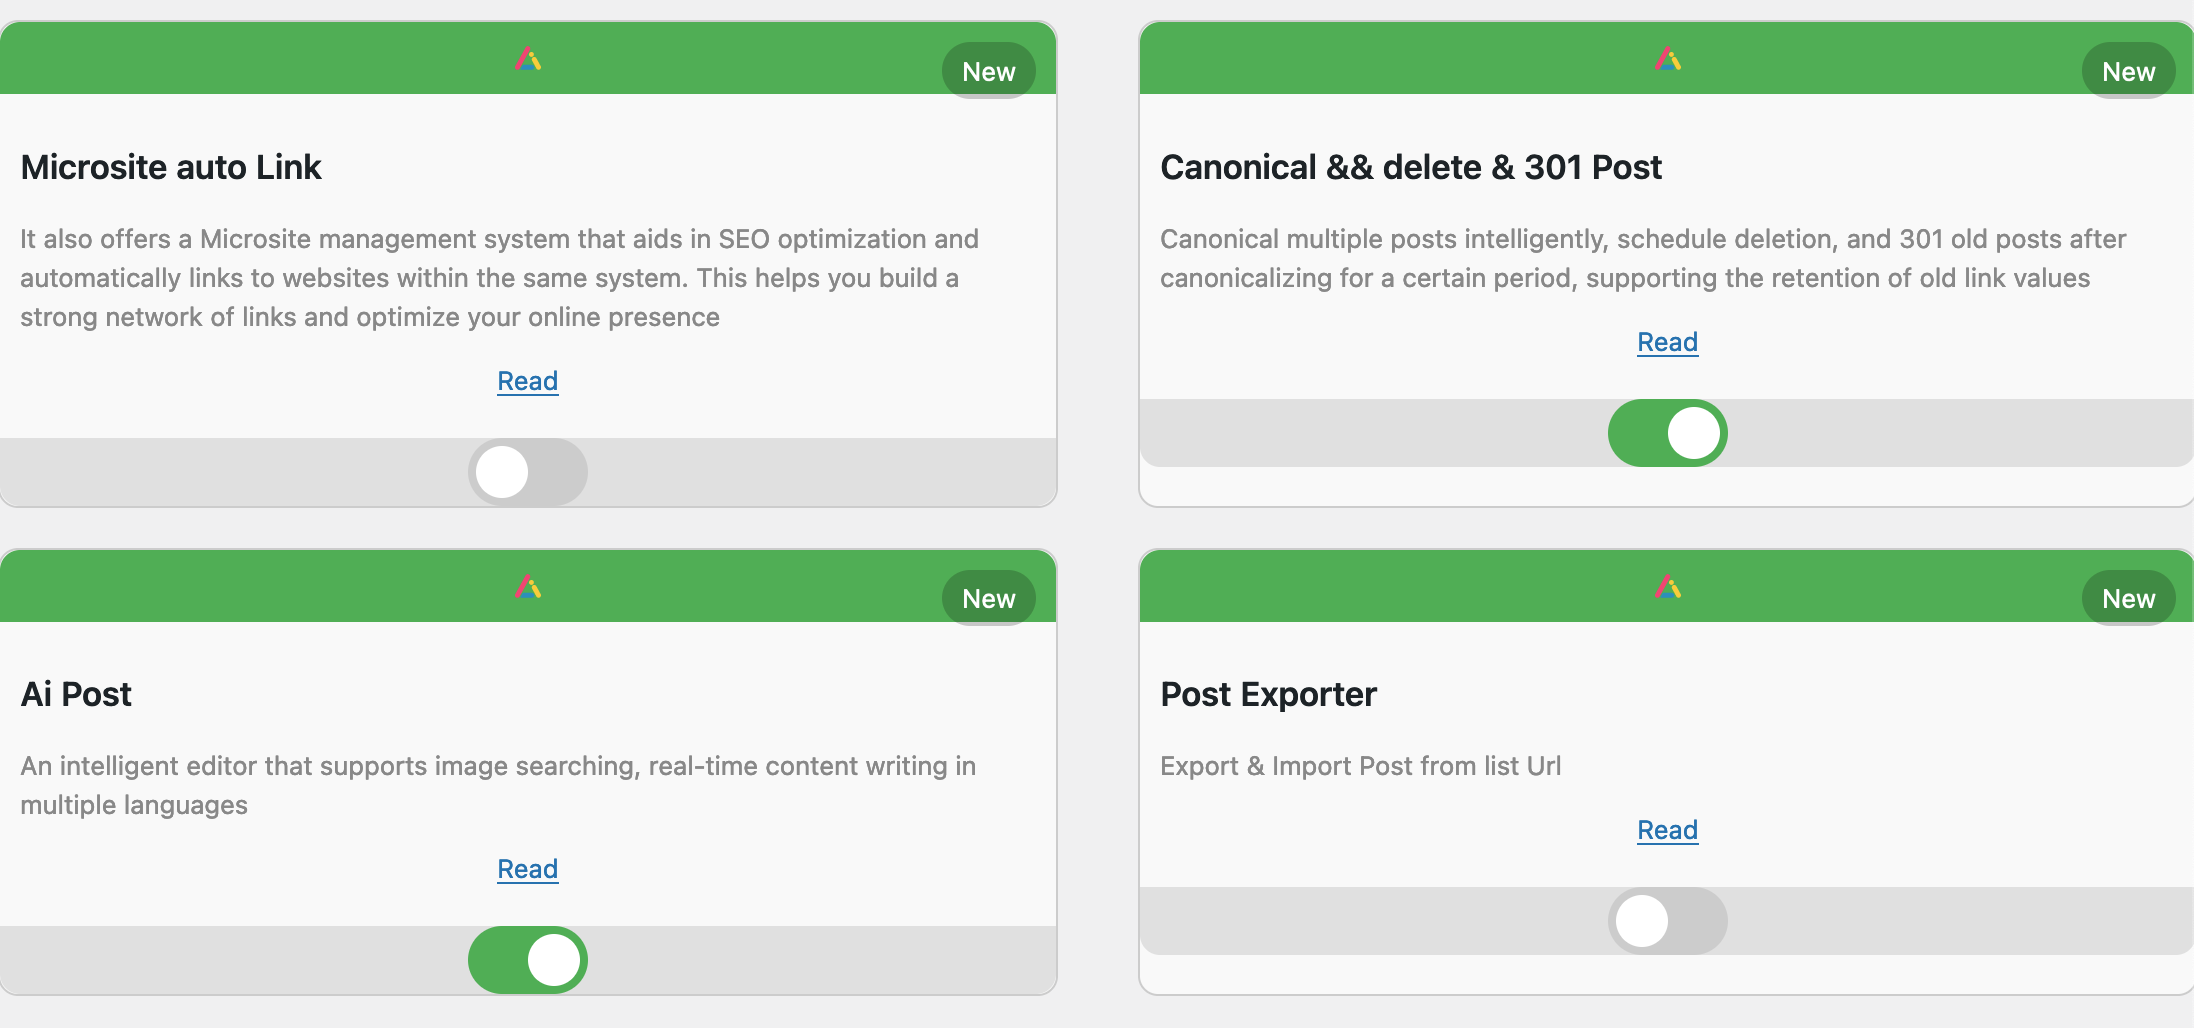 New
Microsite auto Link
It also offers a Microsite management system that aids in SEO optimization and
automatically links to websites within the same system. This helps you build a
strong network of links and optimize your online presence
Read
New
Canonical && delete & 301 Post
Canonical multiple posts intelligently, schedule deletion, and 301 old posts after
canonicalizing for a certain period, supporting the retention of old link values
Read
New
Ai Post
An intelligent editor that supports image searching, real-time content writing in
multiple languages
Read
New
Post Exporter
Export & Import Post from list Url
Read